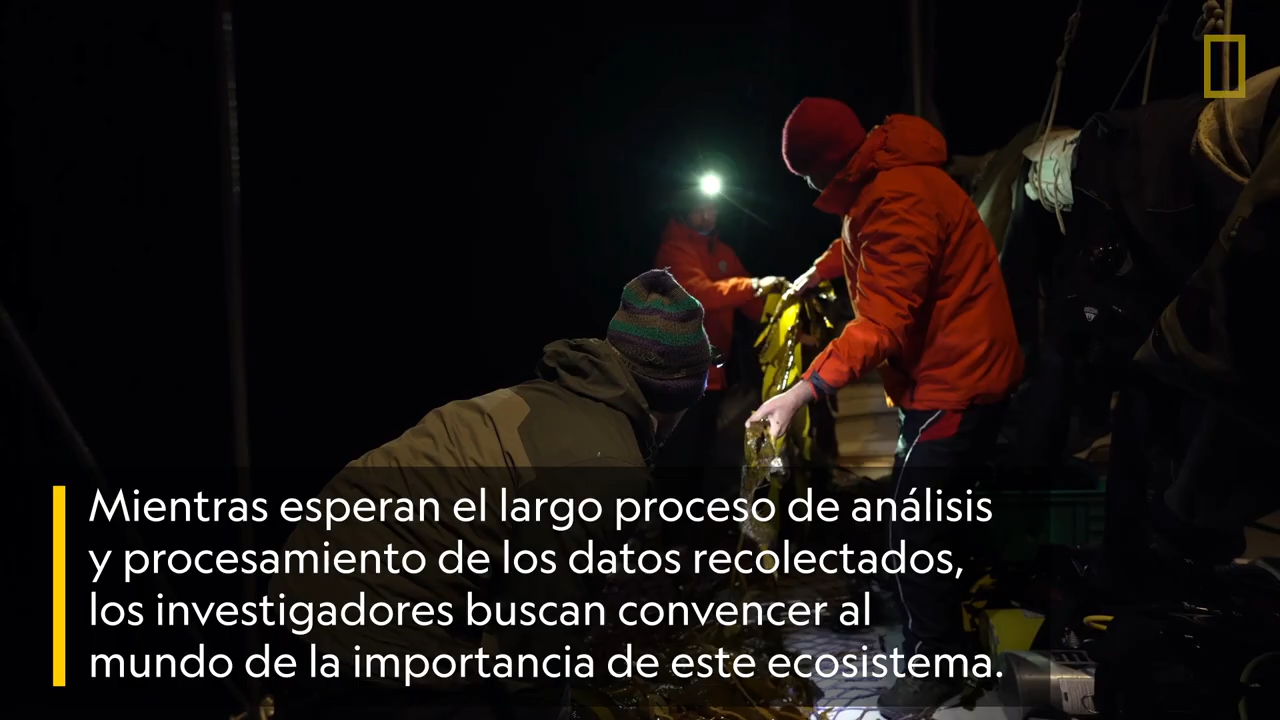 Mientras esperan el largo proceso de análisis
y procesamiento de los datos recolectados,
los investigadores buscan convencer al
mundo de la importancia de este ecosistema.